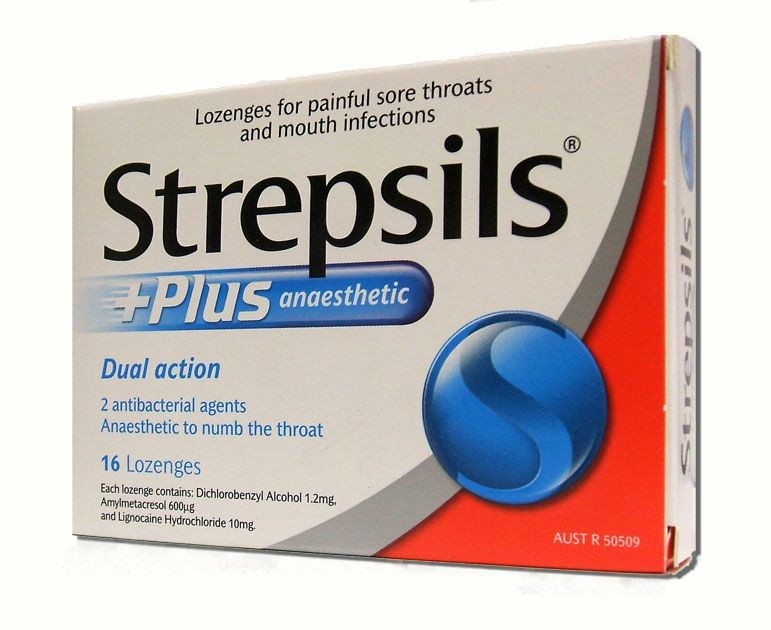 Lozenges for painful sore throats
and mouth infections
Strepsils®
+Plus anaesthetic
Dual action
2 antibacterial agents
Anaesthetic to numb the throat
16 Lozenges
Each lozenge contains: Dichlorobenzyl Alcohol 1.2mg,
Amylmetacresol 600µg
and Lignocaine Hydrochloride 10mg.
S
AUST R 50509
Strepsils®